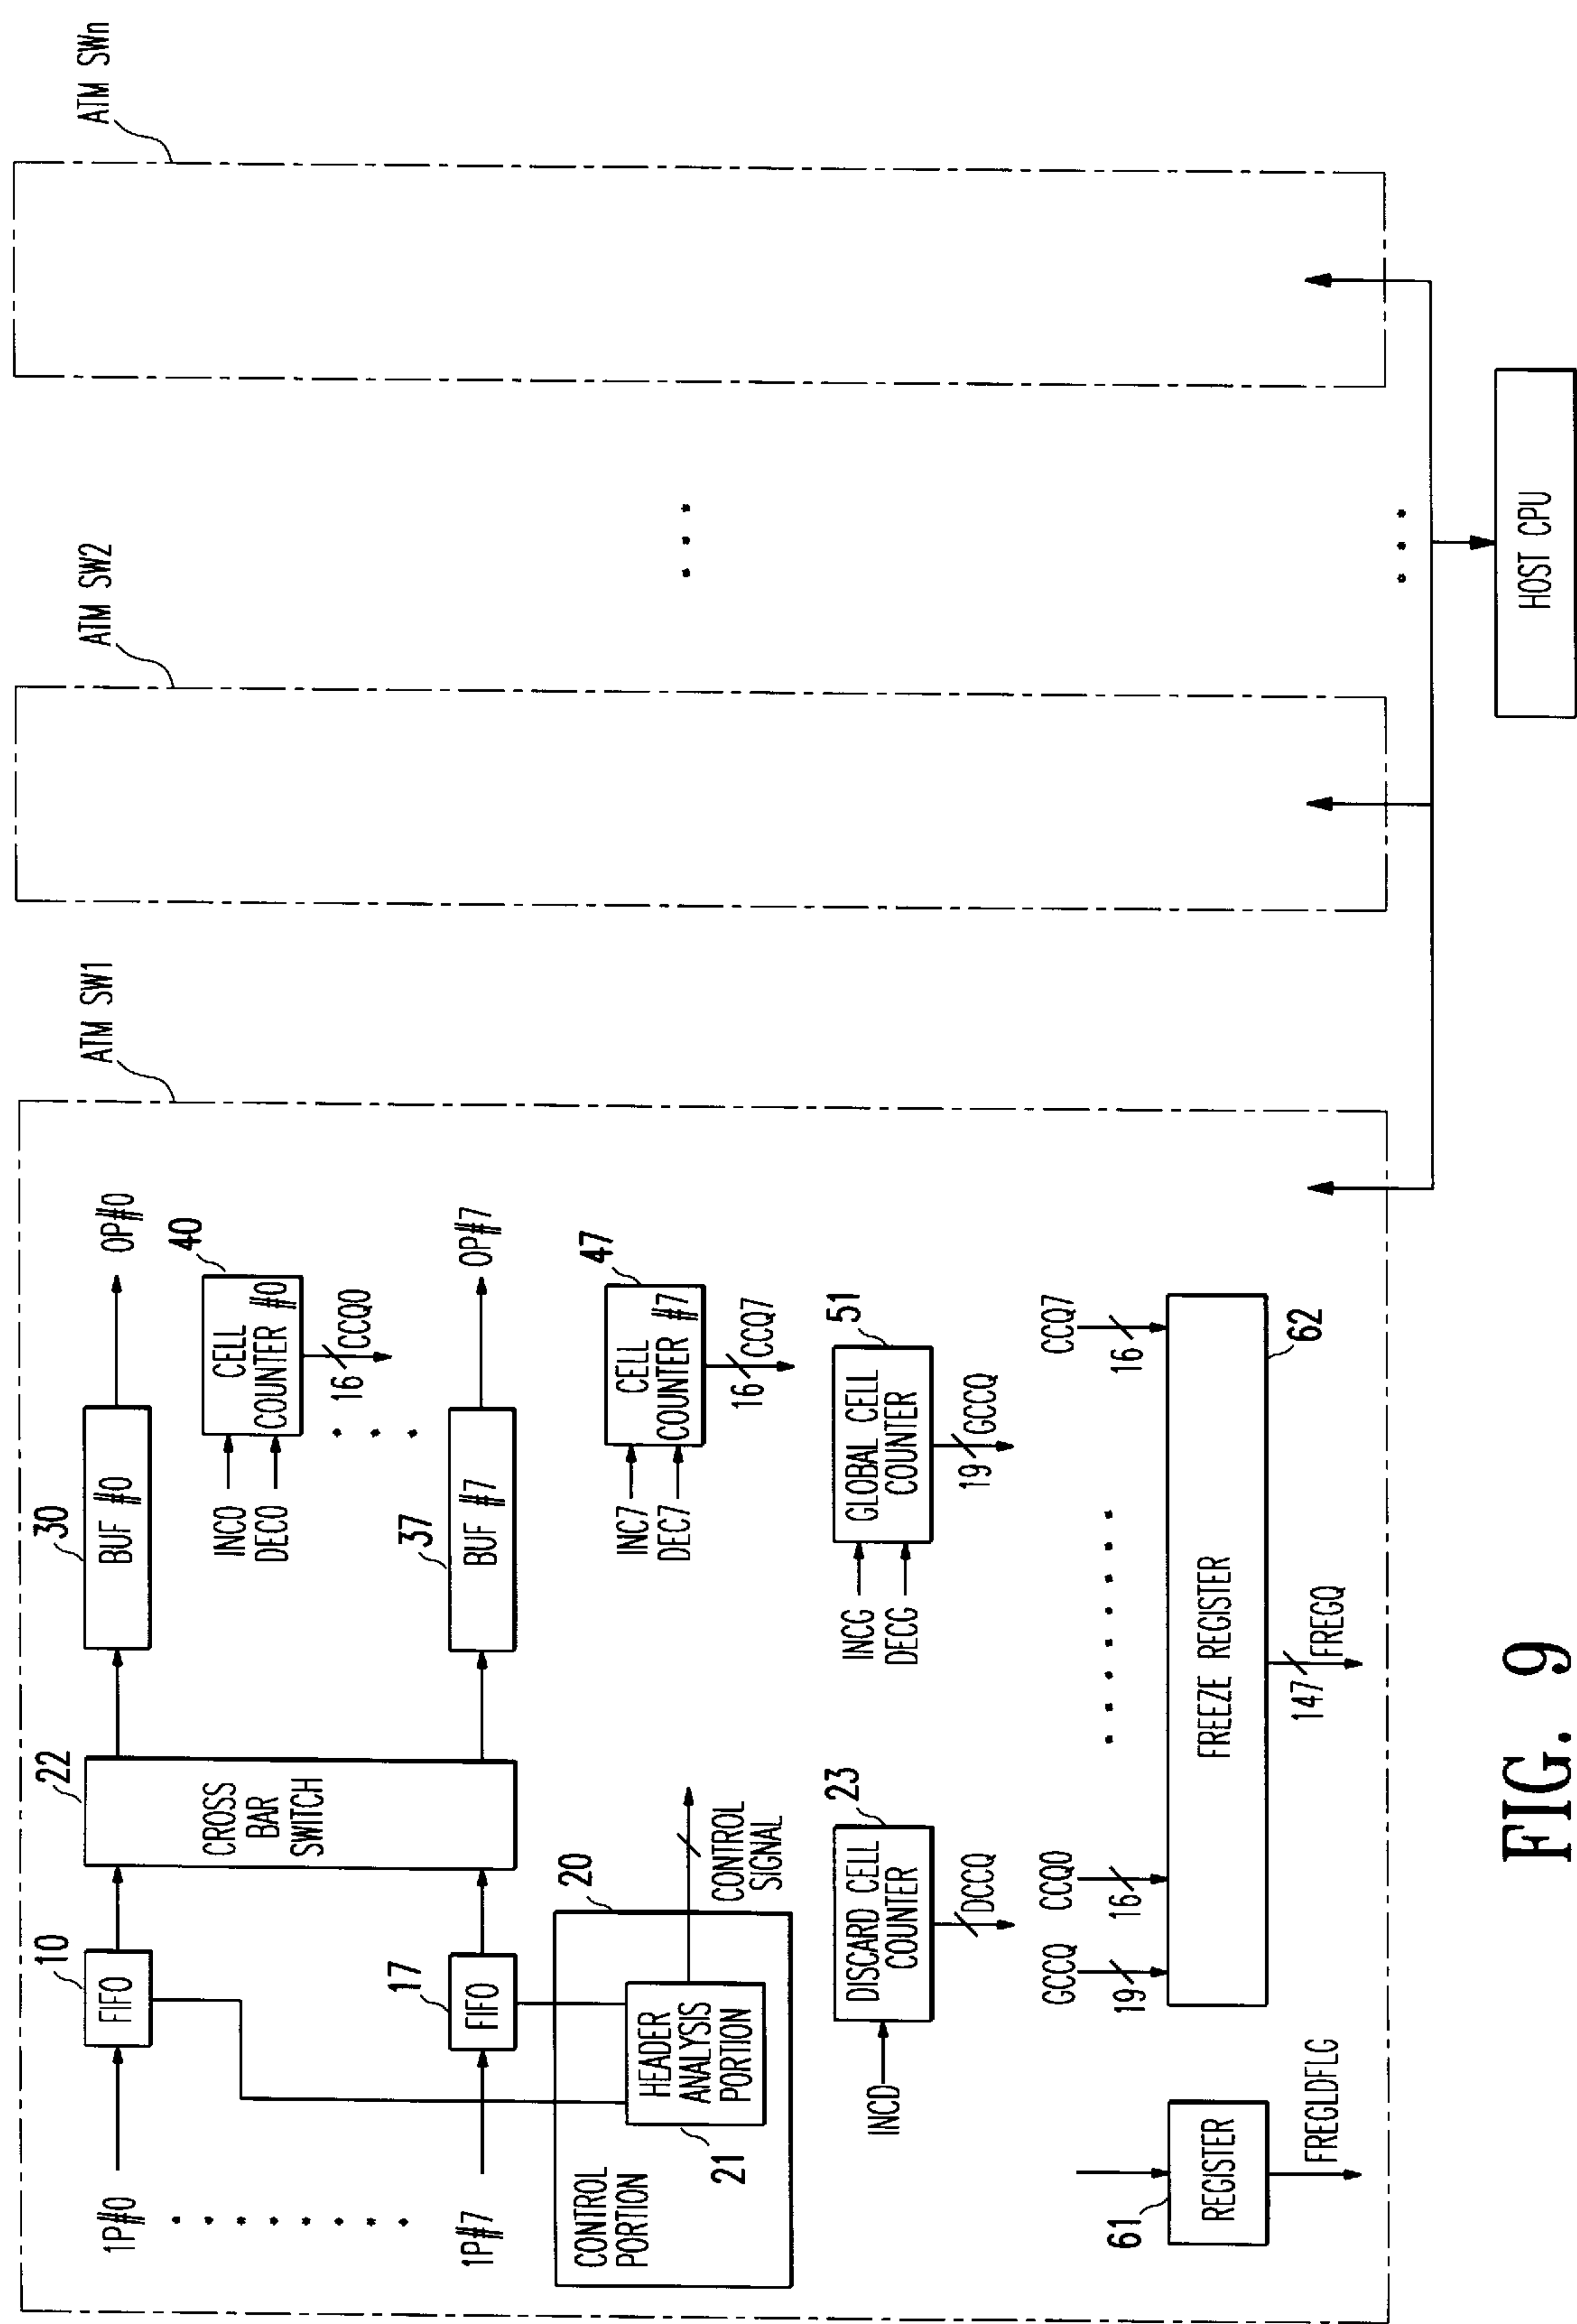 ATM SW1
ATM SW2
ATM SWn
1P#0
10
FIFO
22
CROSS
BAR
SWITCH
30
BUF #0
OP#0
INC0
DEC0
40
CELL
COUNTER #0
16
CCQ0
1P#7
17
FIFO
37
BUF #7
OP#7
20
CONTROL
PORTION
21
HEADER
ANALYSIS
PORTION
CONTROL
SIGNAL
INC7
DEC7
47
CELL
COUNTER #7
16
CCQ7
INCD
23
DISCARD CELL
COUNTER
DCCQ
INCG
DECG
51
GLOBAL CELL
COUNTER
19
GCCQ
61
REGISTER
FREGLDFLG
GCCQ
19
CCQ0
16
CCQ7
16
FREEZE REGISTER
62
147
FREGQ
HOST CPU
FIG. 9